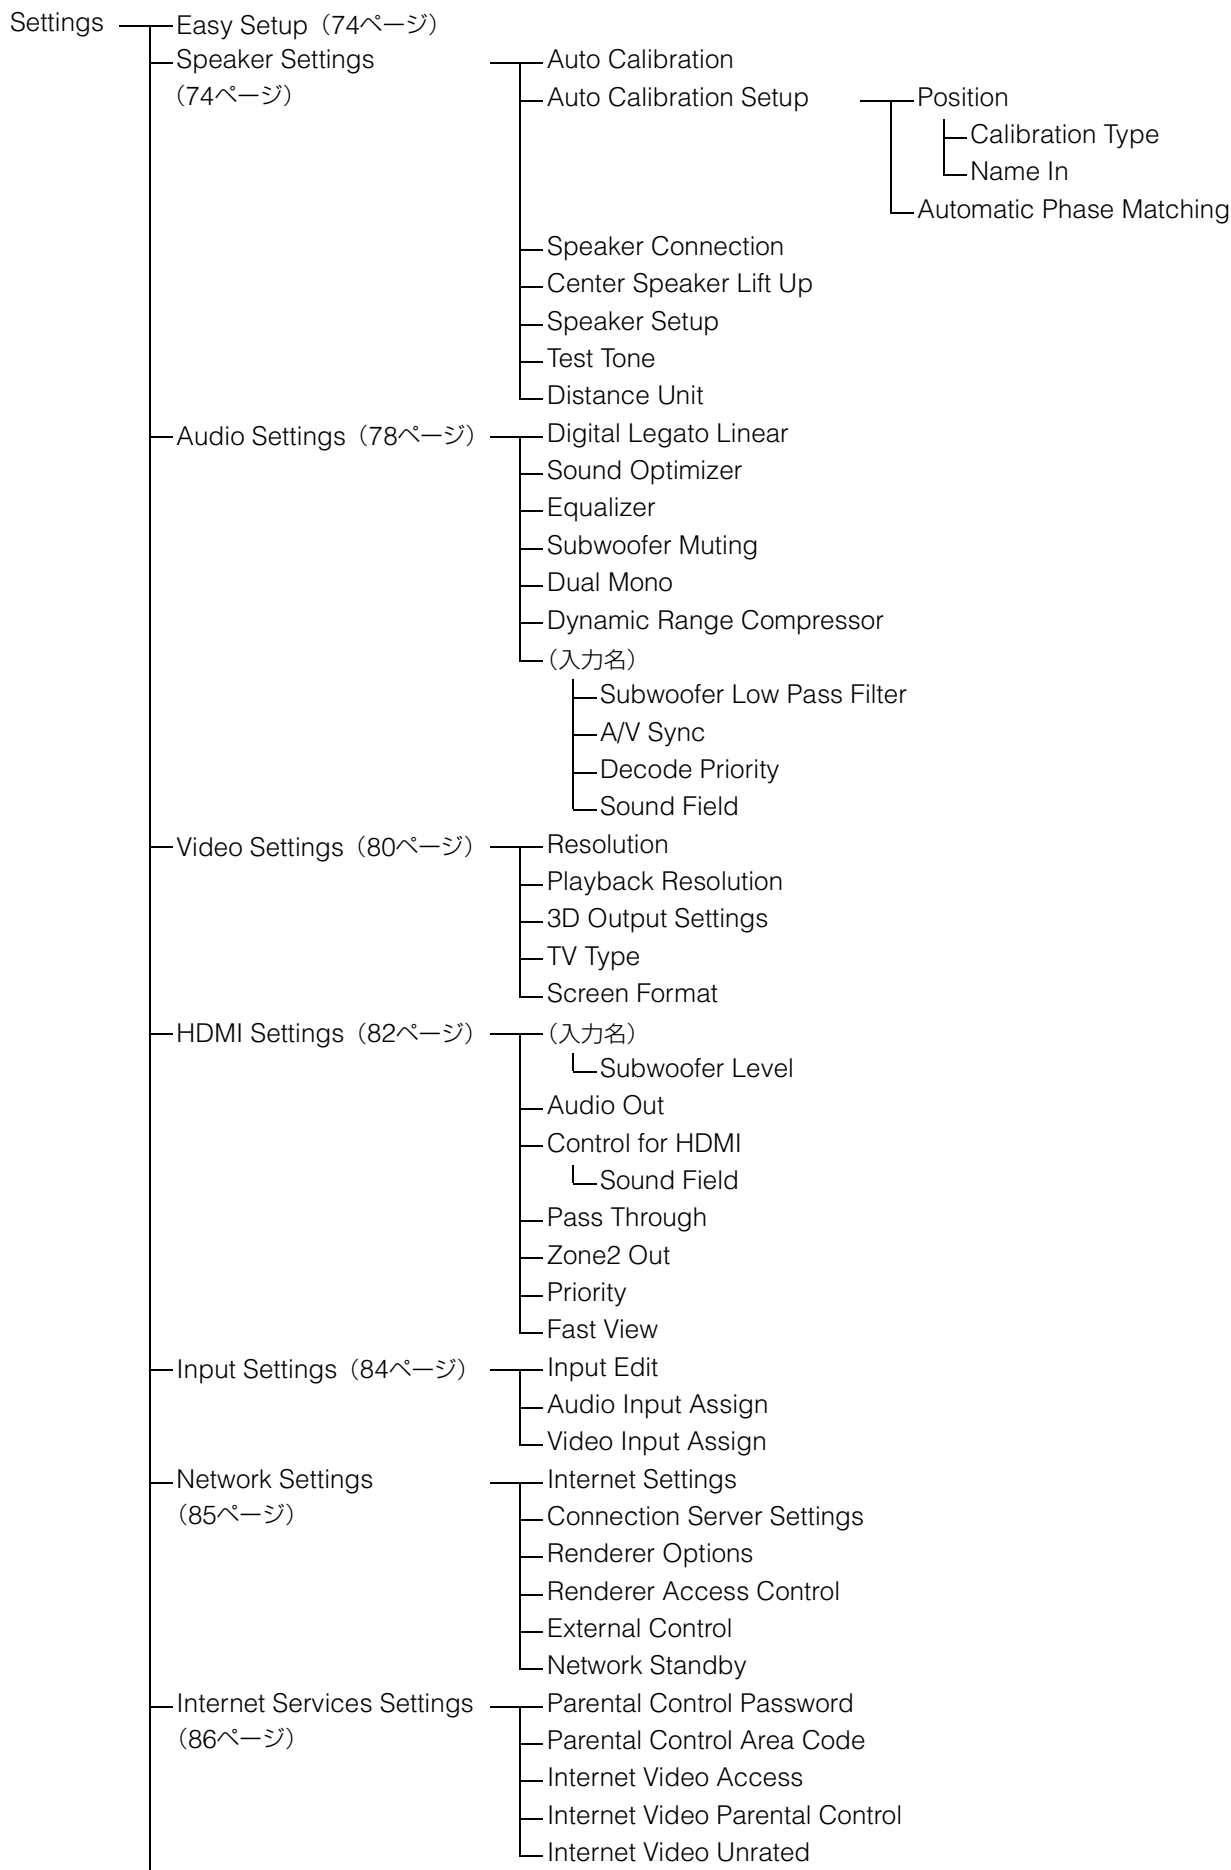 Settings
Easy Setup（74ページ）
Speaker Settings
（74ページ）
Auto Calibration
Auto Calibration Setup
Position
Calibration Type
Name In
Automatic Phase Matching
Speaker Connection
Center Speaker Lift Up
Speaker Setup
Test Tone
Distance Unit
Audio Settings（78ページ）
Digital Legato Linear
Sound Optimizer
Equalizer
Subwoofer Muting
Dual Mono
Dynamic Range Compressor
（入力名）
Subwoofer Low Pass Filter
A/V Sync
Decode Priority
Sound Field
Video Settings（80ページ）
Resolution
Playback Resolution
3D Output Settings
TV Type
Screen Format
HDMI Settings（82ページ）
（入力名）
Subwoofer Level
Audio Out
Control for HDMI
Sound Field
Pass Through
Zone2 Out
Priority
Fast View
Input Settings（84ページ）
Input Edit
Audio Input Assign
Video Input Assign
Network Settings
（85ページ）
Internet Settings
Connection Server Settings
Renderer Options
Renderer Access Control
External Control
Network Standby
Internet Services Settings
（86ページ）
Parental Control Password
Parental Control Area Code
Internet Video Access
Internet Video Parental Control
Internet Video Unrated